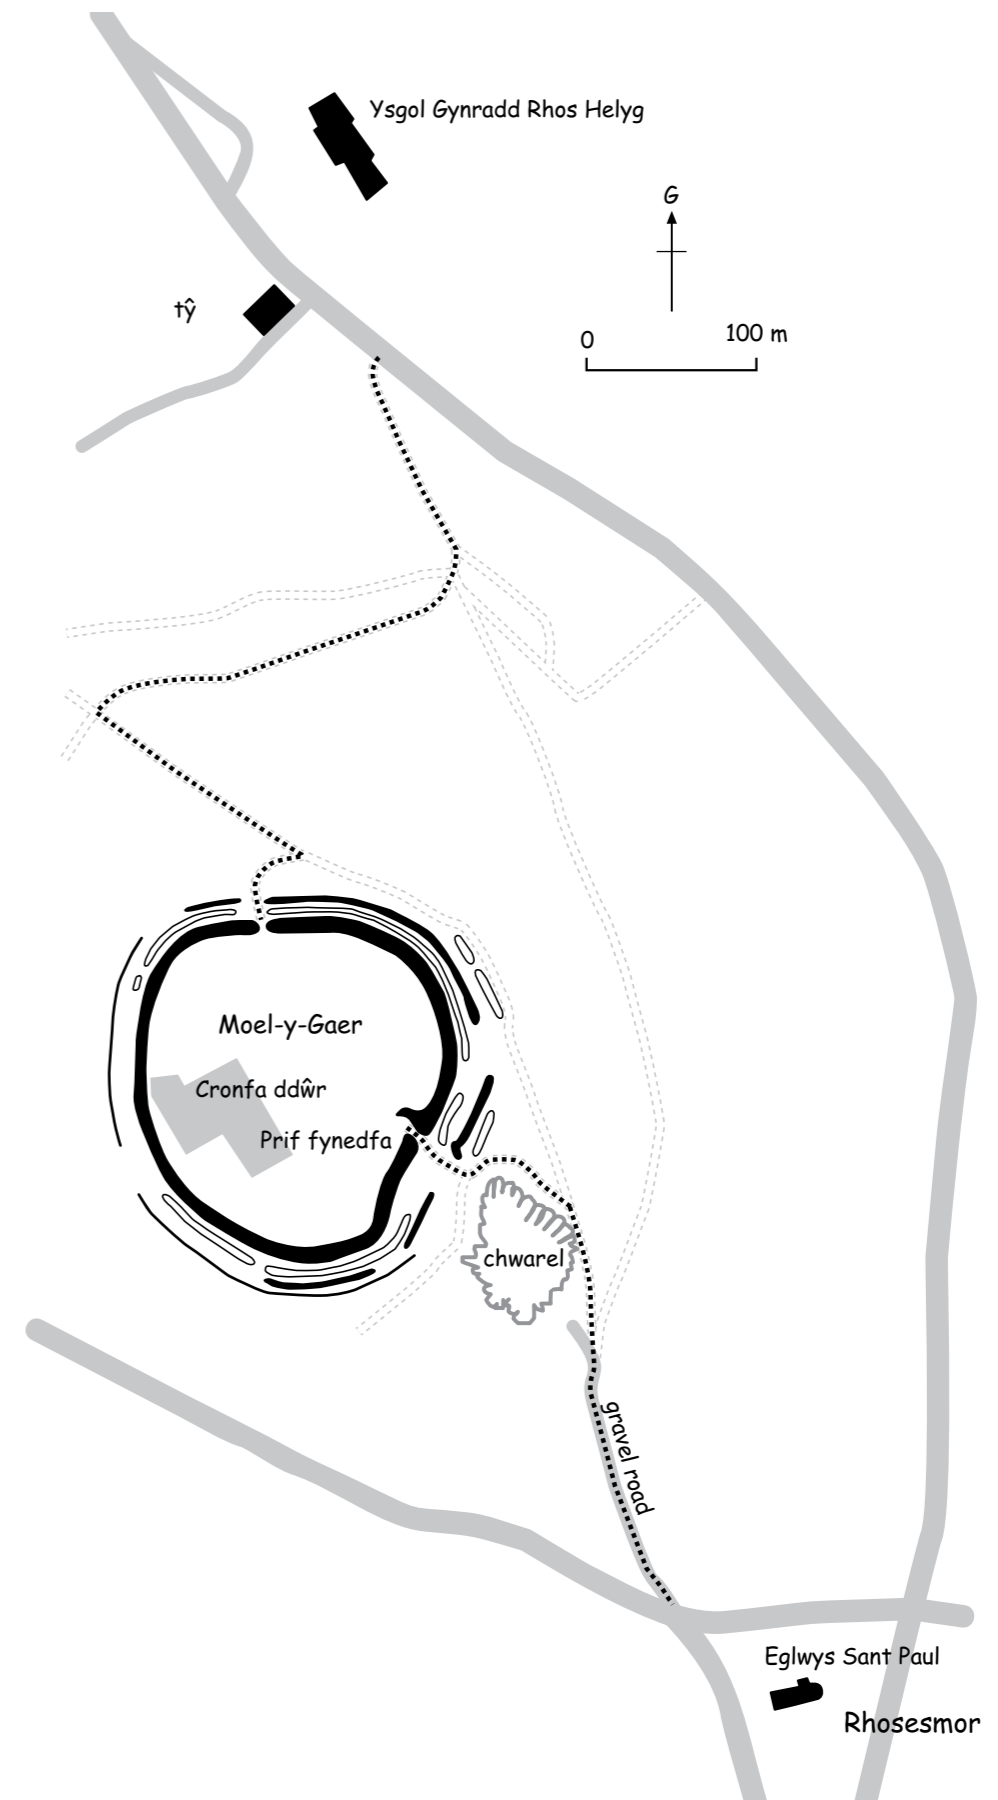 Ysgol Gynradd Rhos Helyg
G
tŷ
0
100 m
Moel-y-Gaer
Cronfa ddŵr
Prif fynedfa
chwarel
gravel road
Eglwys Sant Paul
Rhosesmor